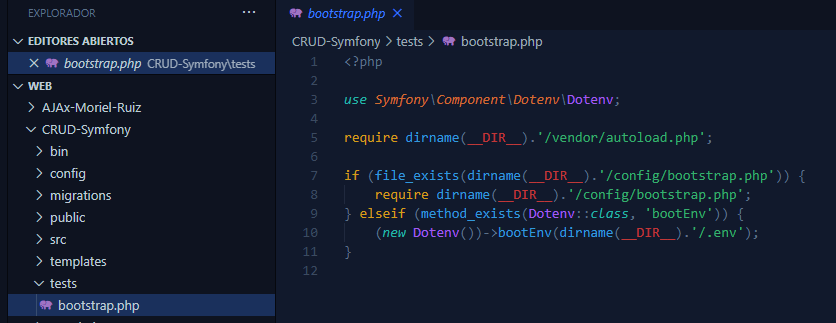 EXPLORADOR
EDITORES ABIERTOS
bootstrap.php CRUD-Symfony\tests
WEB
AJAx-Moriel-Ruiz
CRUD-Symfony
bin
config
migrations
public
src
templates
tests
bootstrap.php
bootstrap.php
CRUD-Symfony > tests > bootstrap.php
1 <?php
2
3 use Symfony\Component\Dotenv\Dotenv;
4
5 require dirname(__DIR__).'/vendor/autoload.php';
6
7 if (file_exists(dirname(__DIR__).'/config/bootstrap.php')) {
8     require dirname(__DIR__).'/config/bootstrap.php';
9 } elseif (method_exists(Dotenv::class, 'bootEnv')) {
10     (new Dotenv())->bootEnv(dirname(__DIR__).'/.env');
11 }
12